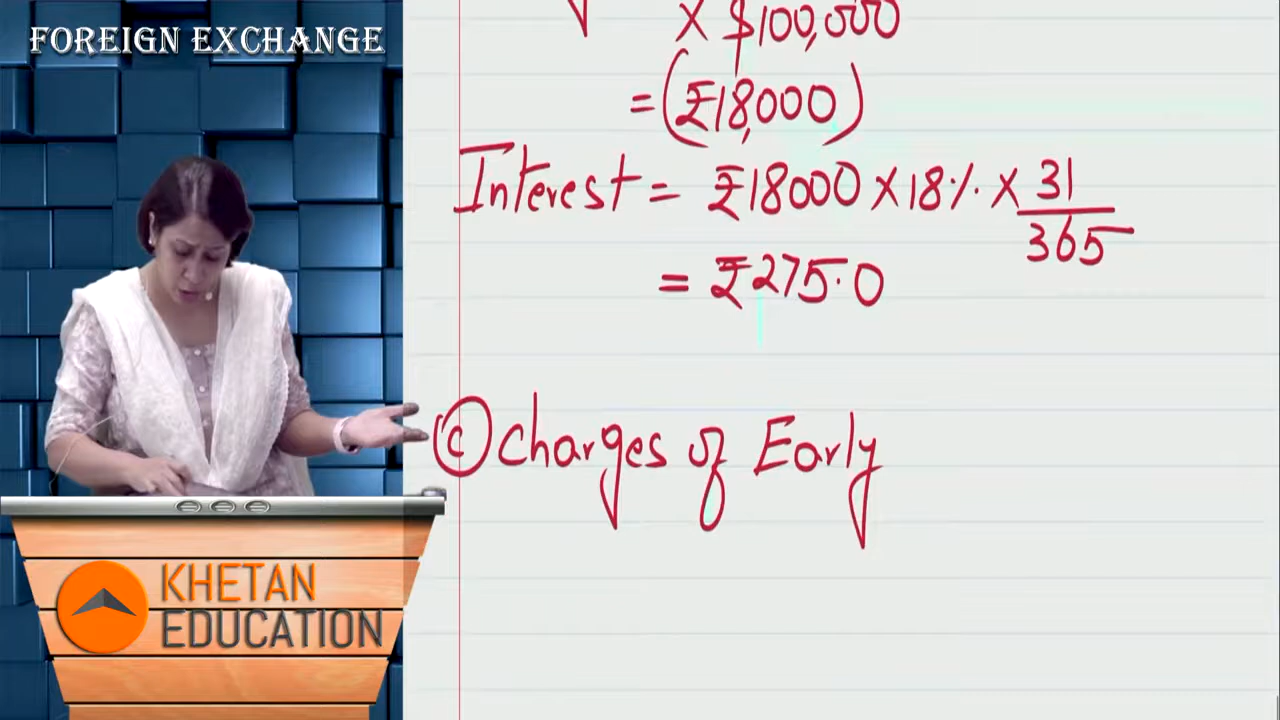 FOREIGN EXCHANGE
× $100,000
= (₹18,000)
Interest = ₹18000 × 18% × 31/365
= ₹275.0
(c) Charges of Early
KHETAN
EDUCATION